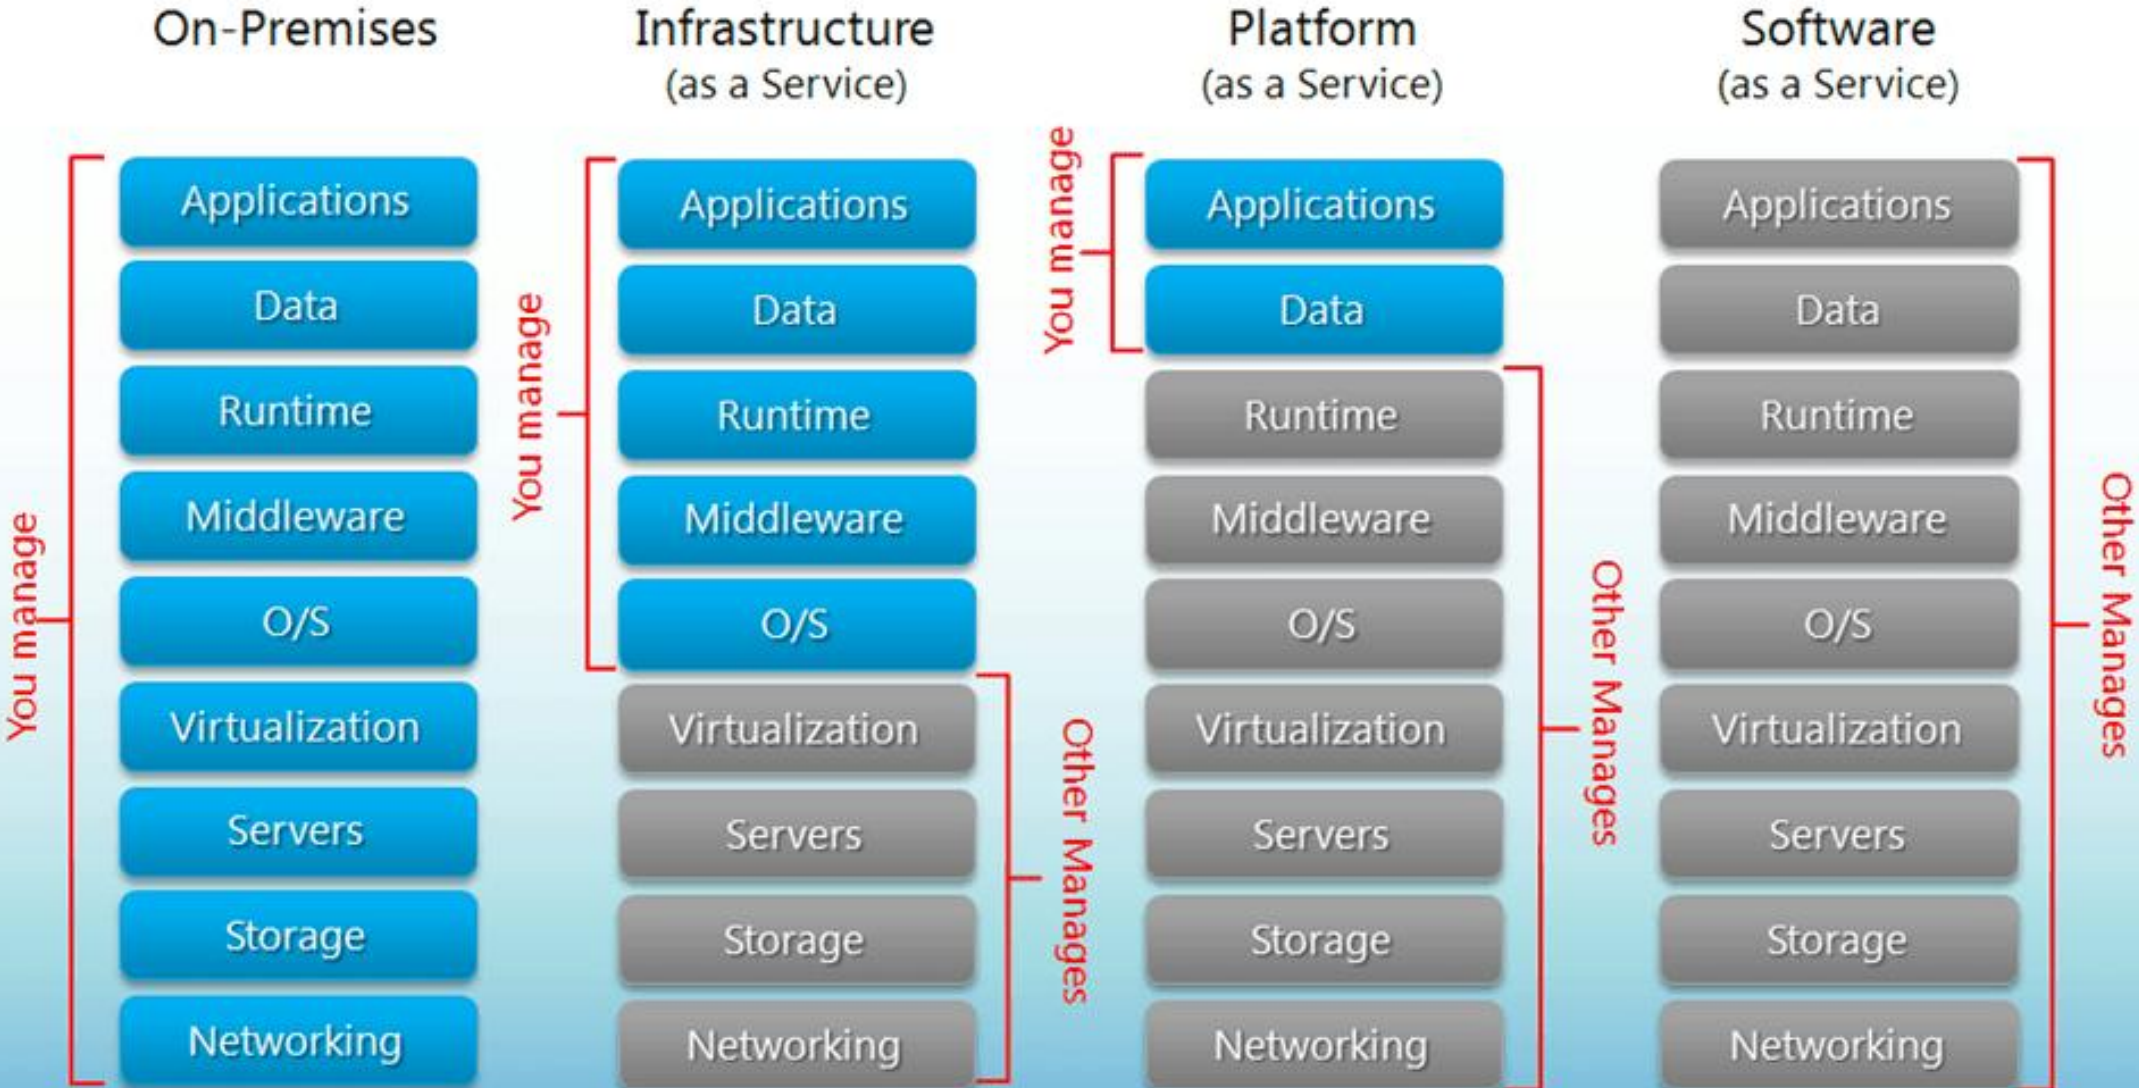 On-Premises
You manage
Applications
Data
Runtime
Middleware
O/S
Virtualization
Servers
Storage
Networking
Infrastructure
(as a Service)
You manage
Applications
Data
Runtime
Middleware
O/S
Virtualization
Servers
Storage
Networking
Other Manages
Platform
(as a Service)
You manage
Applications
Data
Runtime
Middleware
O/S
Virtualization
Servers
Storage
Networking
Other Manages
Software
(as a Service)
Applications
Data
Runtime
Middleware
O/S
Virtualization
Servers
Storage
Networking
Other Manages